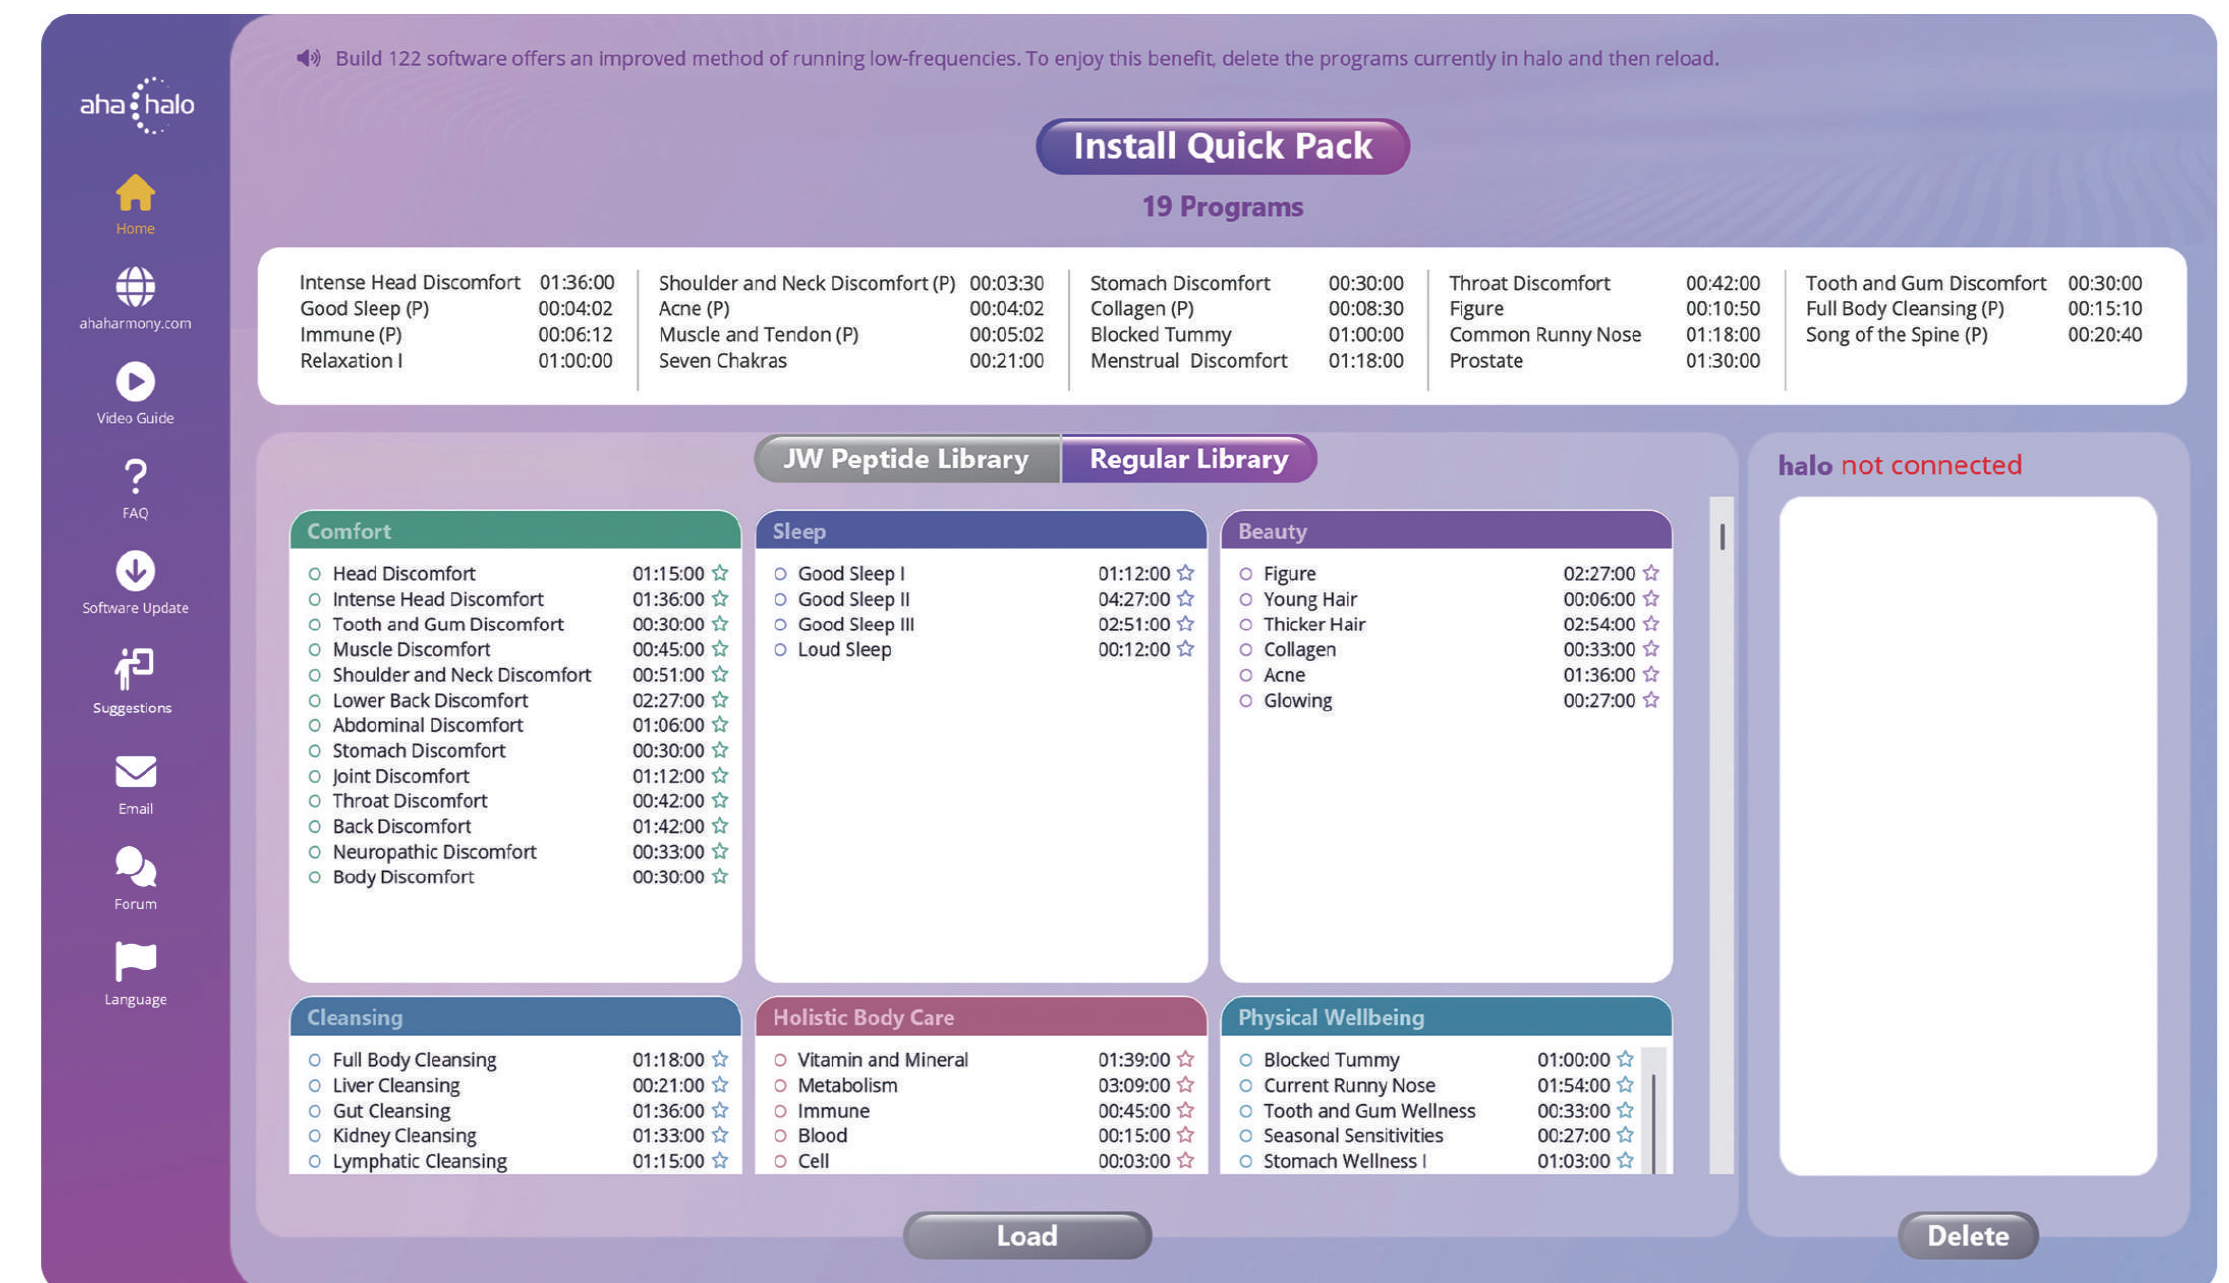 Build 122 software offers an improved method of running low-frequencies. To enjoy this benefit, delete the programs currently in halo and then reload.
aha halo
Home
ahaharmony.com
Video Guide
?
FAQ
Software Update
Suggestions
Email
Forum
Language
Install Quick Pack
19 Programs
Intense Head Discomfort 01:36:00
Good Sleep (P) 00:04:02
Immune (P) 00:06:12
Relaxation I 01:00:00
Shoulder and Neck Discomfort (P) 00:03:30
Acne (P) 00:04:02
Muscle and Tendon (P) 00:05:02
Seven Chakras 00:21:00
Stomach Discomfort 00:30:00
Collagen (P) 00:08:30
Blocked Tummy 01:00:00
Menstrual Discomfort 01:18:00
Throat Discomfort 00:42:00
Figure 00:10:50
Common Runny Nose 01:18:00
Prostate 01:30:00
Tooth and Gum Discomfort 00:30:00
Full Body Cleansing (P) 00:15:10
Song of the Spine (P) 00:20:40
JW Peptide Library
Regular Library
Comfort
Head Discomfort 01:15:00
Intense Head Discomfort 01:36:00
Tooth and Gum Discomfort 00:30:00
Muscle Discomfort 00:45:00
Shoulder and Neck Discomfort 00:51:00
Lower Back Discomfort 02:27:00
Abdominal Discomfort 01:06:00
Stomach Discomfort 00:30:00
Joint Discomfort 01:12:00
Throat Discomfort 00:42:00
Back Discomfort 01:42:00
Neuropathic Discomfort 00:33:00
Body Discomfort 00:30:00
Sleep
Good Sleep I 01:12:00
Good Sleep II 04:27:00
Good Sleep III 02:51:00
Loud Sleep 00:12:00
Beauty
Figure 02:27:00
Young Hair 00:06:00
Thicker Hair 02:54:00
Collagen 00:33:00
Acne 01:36:00
Glowing 00:27:00
Cleansing
Full Body Cleansing 01:18:00
Liver Cleansing 00:21:00
Gut Cleansing 01:36:00
Kidney Cleansing 01:33:00
Lymphatic Cleansing 01:15:00
Holistic Body Care
Vitamin and Mineral 01:39:00
Metabolism 03:09:00
Immune 00:45:00
Blood 00:15:00
Cell 00:03:00
Physical Wellbeing
Blocked Tummy 01:00:00
Current Runny Nose 01:54:00
Tooth and Gum Wellness 00:33:00
Seasonal Sensitivities 00:27:00
Stomach Wellness I 01:03:00
Load
halo not connected
Delete